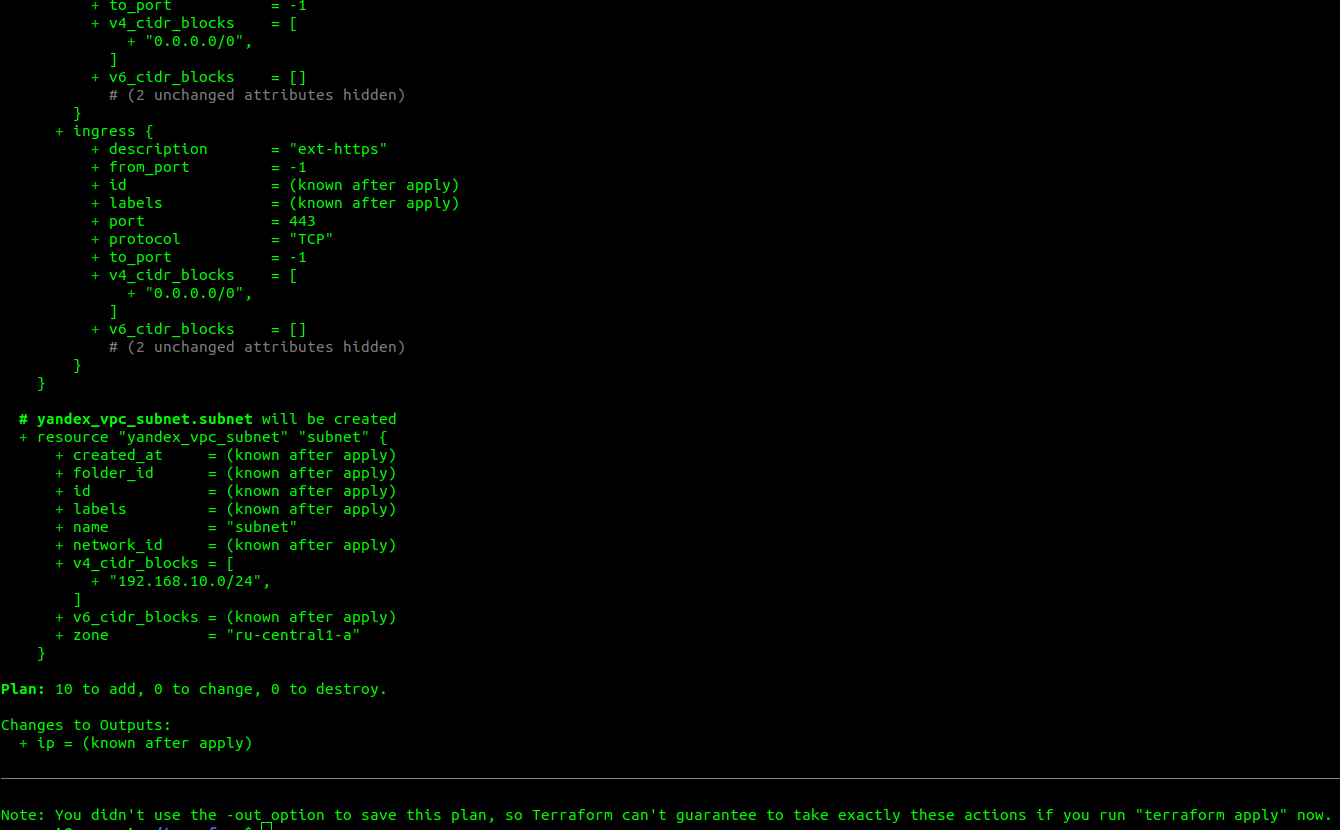 + to_port           = -1
+ v4_cidr_blocks    = [
+ "0.0.0.0/0",
]
+ v6_cidr_blocks    = []
# (2 unchanged attributes hidden)
}
+ ingress {
+ description       = "ext-https"
+ from_port         = -1
+ id                = (known after apply)
+ labels            = (known after apply)
+ port              = 443
+ protocol          = "TCP"
+ to_port           = -1
+ v4_cidr_blocks    = [
+ "0.0.0.0/0",
]
+ v6_cidr_blocks    = []
# (2 unchanged attributes hidden)
}
}
# yandex_vpc_subnet.subnet will be created
+ resource "yandex_vpc_subnet" "subnet" {
+ created_at     = (known after apply)
+ folder_id      = (known after apply)
+ id             = (known after apply)
+ labels         = (known after apply)
+ name           = "subnet"
+ network_id     = (known after apply)
+ v4_cidr_blocks = [
+ "192.168.10.0/24",
]
+ v6_cidr_blocks = (known after apply)
+ zone           = "ru-central1-a"
}
Plan: 10 to add, 0 to change, 0 to destroy.
Changes to Outputs:
+ ip = (known after apply)
Note: You didn't use the -out option to save this plan, so Terraform can't guarantee to take exactly these actions if you run "terraform apply" now.